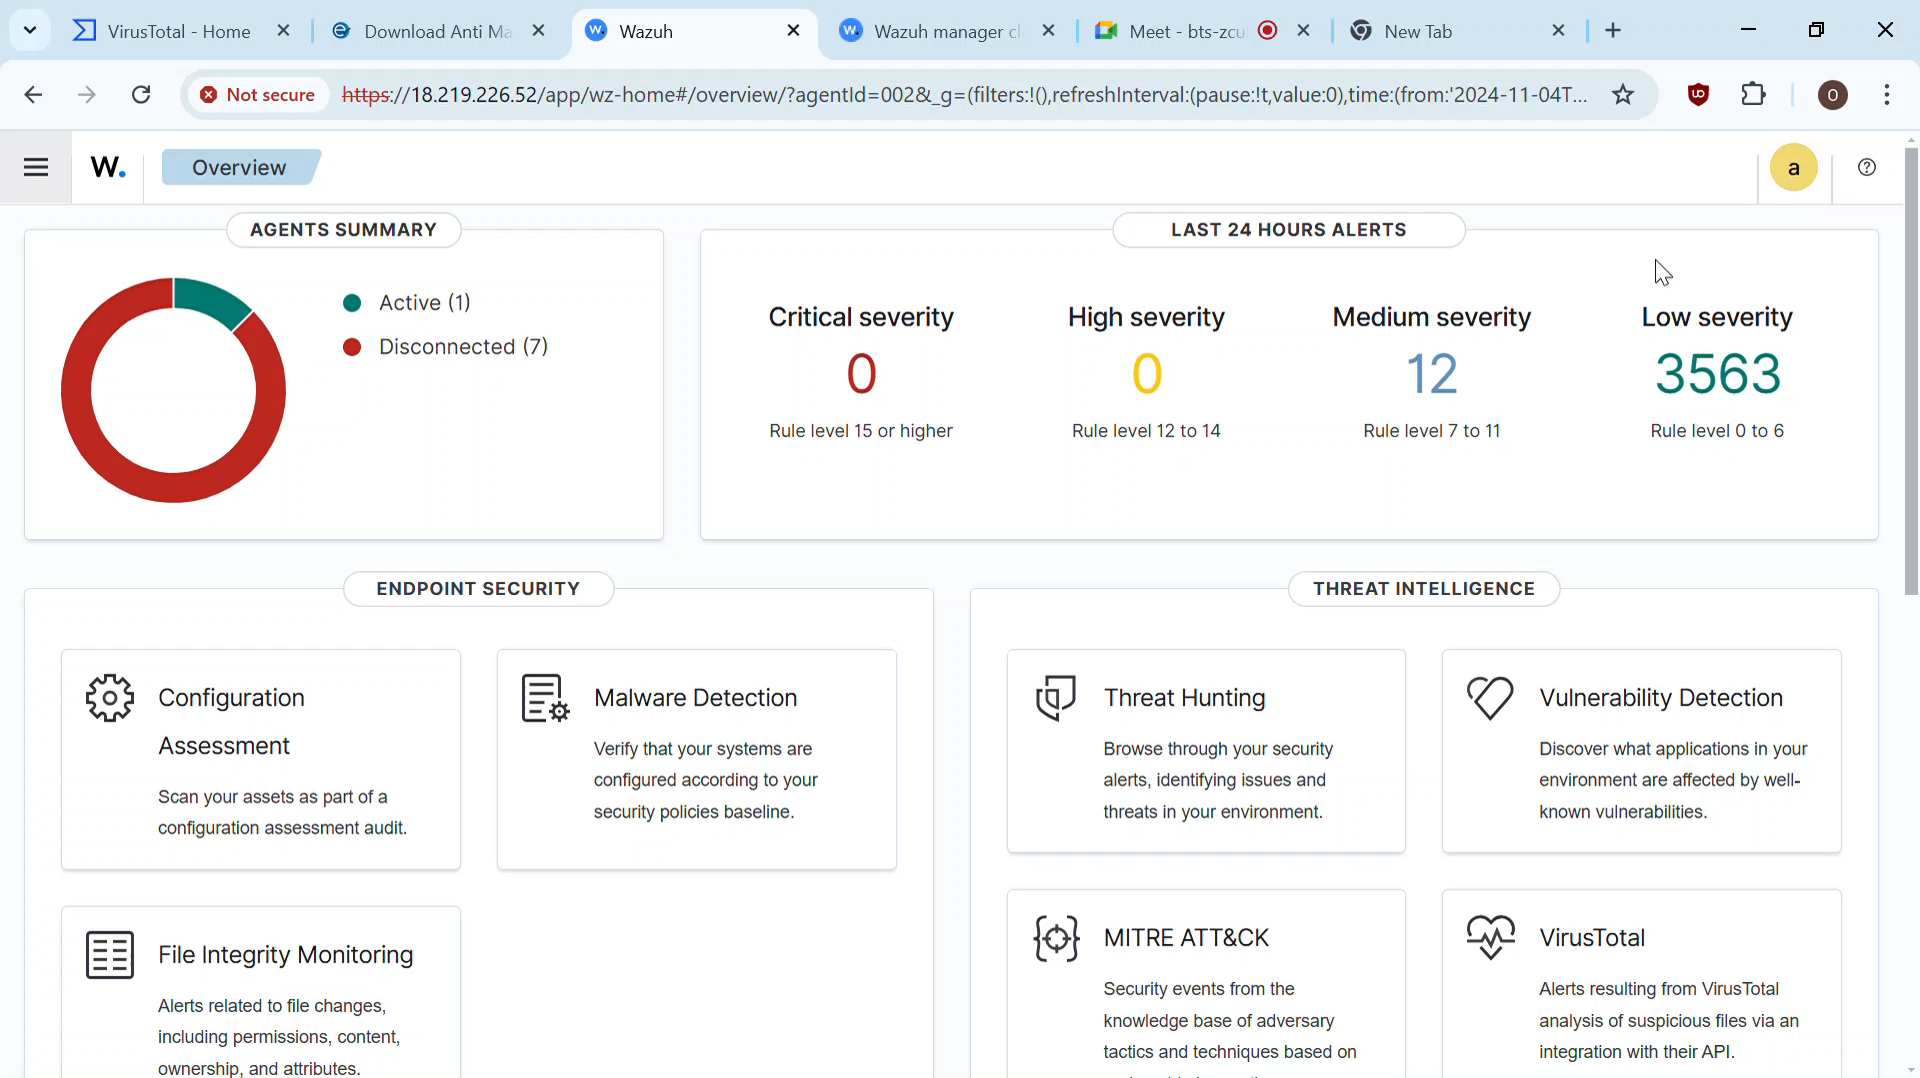 VirusTotal - Home
Download Anti Ma
Wazuh
Wazuh manager cl
Meet - bts-zcu
New Tab
Not secure
https://18.219.226.52/app/wz-home#/overview/?agentId=002&_g=(filters:!(),refreshInterval:(pause:!t,value:0),time:(from:'2024-11-04T...
O
W.
Overview
a
AGENTS SUMMARY
Active (1)
Disconnected (7)
LAST 24 HOURS ALERTS
Critical severity
0
Rule level 15 or higher
High severity
0
Rule level 12 to 14
Medium severity
12
Rule level 7 to 11
Low severity
3563
Rule level 0 to 6
ENDPOINT SECURITY
Configuration
Assessment
Scan your assets as part of a
configuration assessment audit.
Malware Detection
Verify that your systems are
configured according to your
security policies baseline.
File Integrity Monitoring
Alerts related to file changes,
including permissions, content,
ownership, and attributes.
THREAT INTELLIGENCE
Threat Hunting
Browse through your security
alerts, identifying issues and
threats in your environment.
Vulnerability Detection
Discover what applications in your
environment are affected by well-
known vulnerabilities.
MITRE ATT&CK
Security events from the
knowledge base of adversary
tactics and techniques based on
VirusTotal
Alerts resulting from VirusTotal
analysis of suspicious files via an
integration with their API.